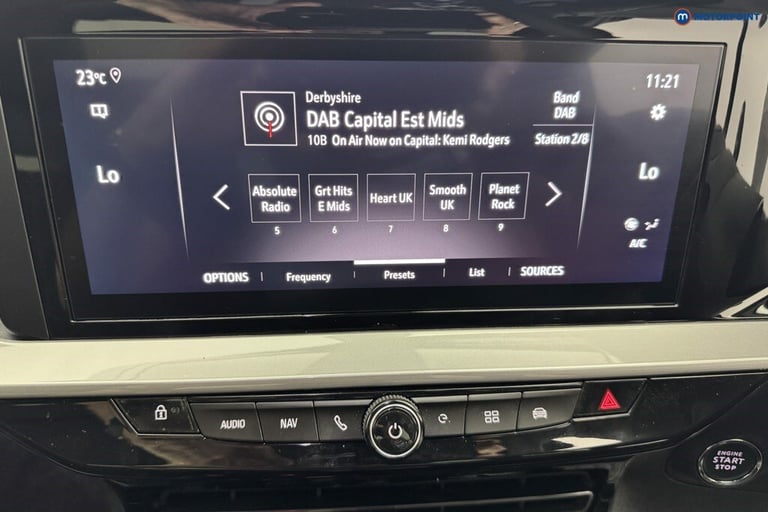 MOTORPOINT
23°C
11:21
Derbyshire
DAB Capital Est Mids
10B On Air Now on Capital: Kemi Rodgers
Band
DAB
Station 2/8
Lo
Lo
Absolute
Radio
5
Grt Hits
E Mids
6
Heart UK
7
Smooth
UK
8
Planet
Rock
9
A/C
OPTIONS
Frequency
Presets
List
SOURCES
AUDIO
NAV
ENGINE
START
STOP